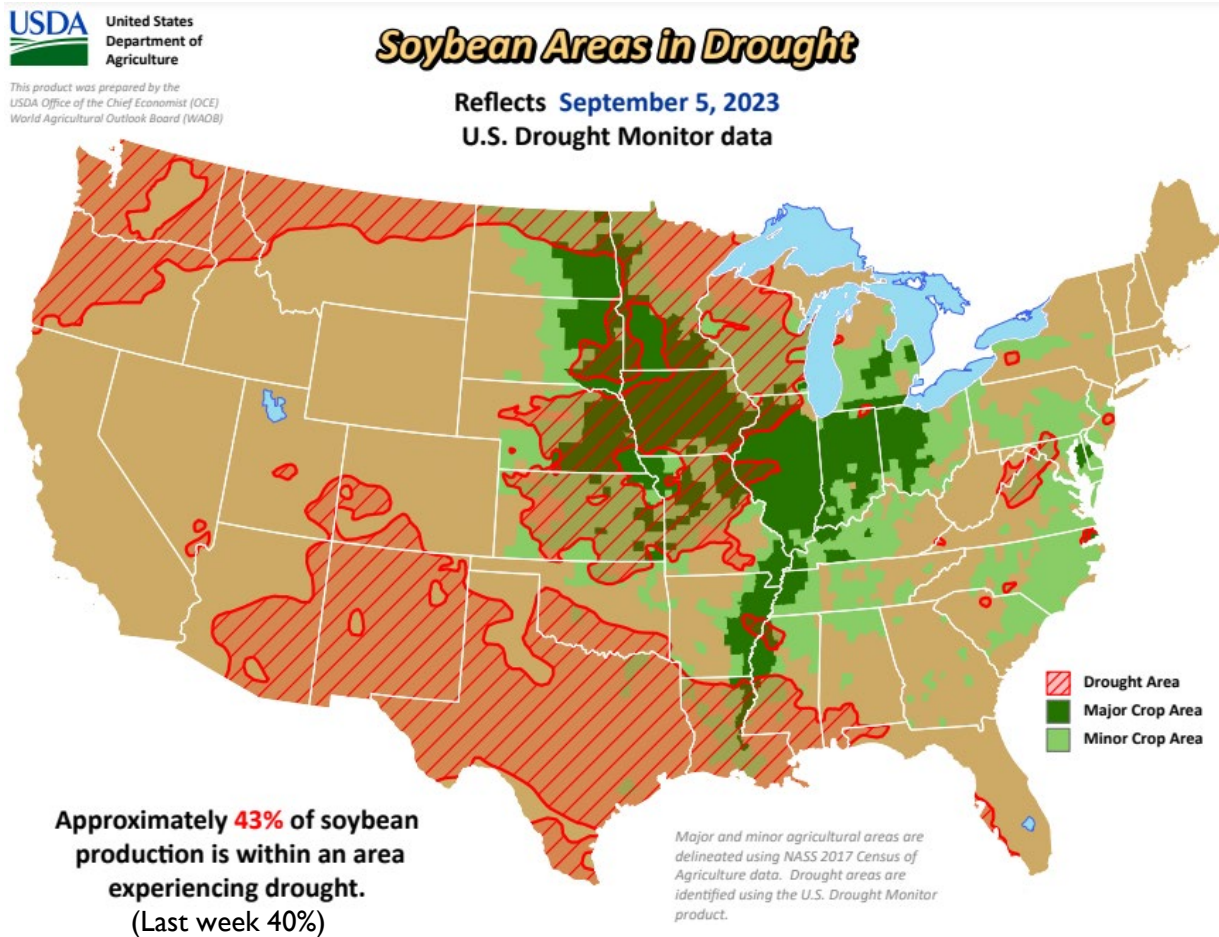 USDA
United States
Department of
Agriculture
This product was prepared by the
USDA Office of the Chief Economist (OCE)
World Agricultural Outlook Board (WAOB)
Soybean Areas in Drought
Reflects September 5, 2023
U.S. Drought Monitor data
Drought Area
Major Crop Area
Minor Crop Area
Approximately 43% of soybean
production is within an area
experiencing drought.
(Last week 40%)
Major and minor agricultural areas are
delineated using NASS 2017 Census of
Agriculture data. Drought areas are
identified using the U.S. Drought Monitor
product.